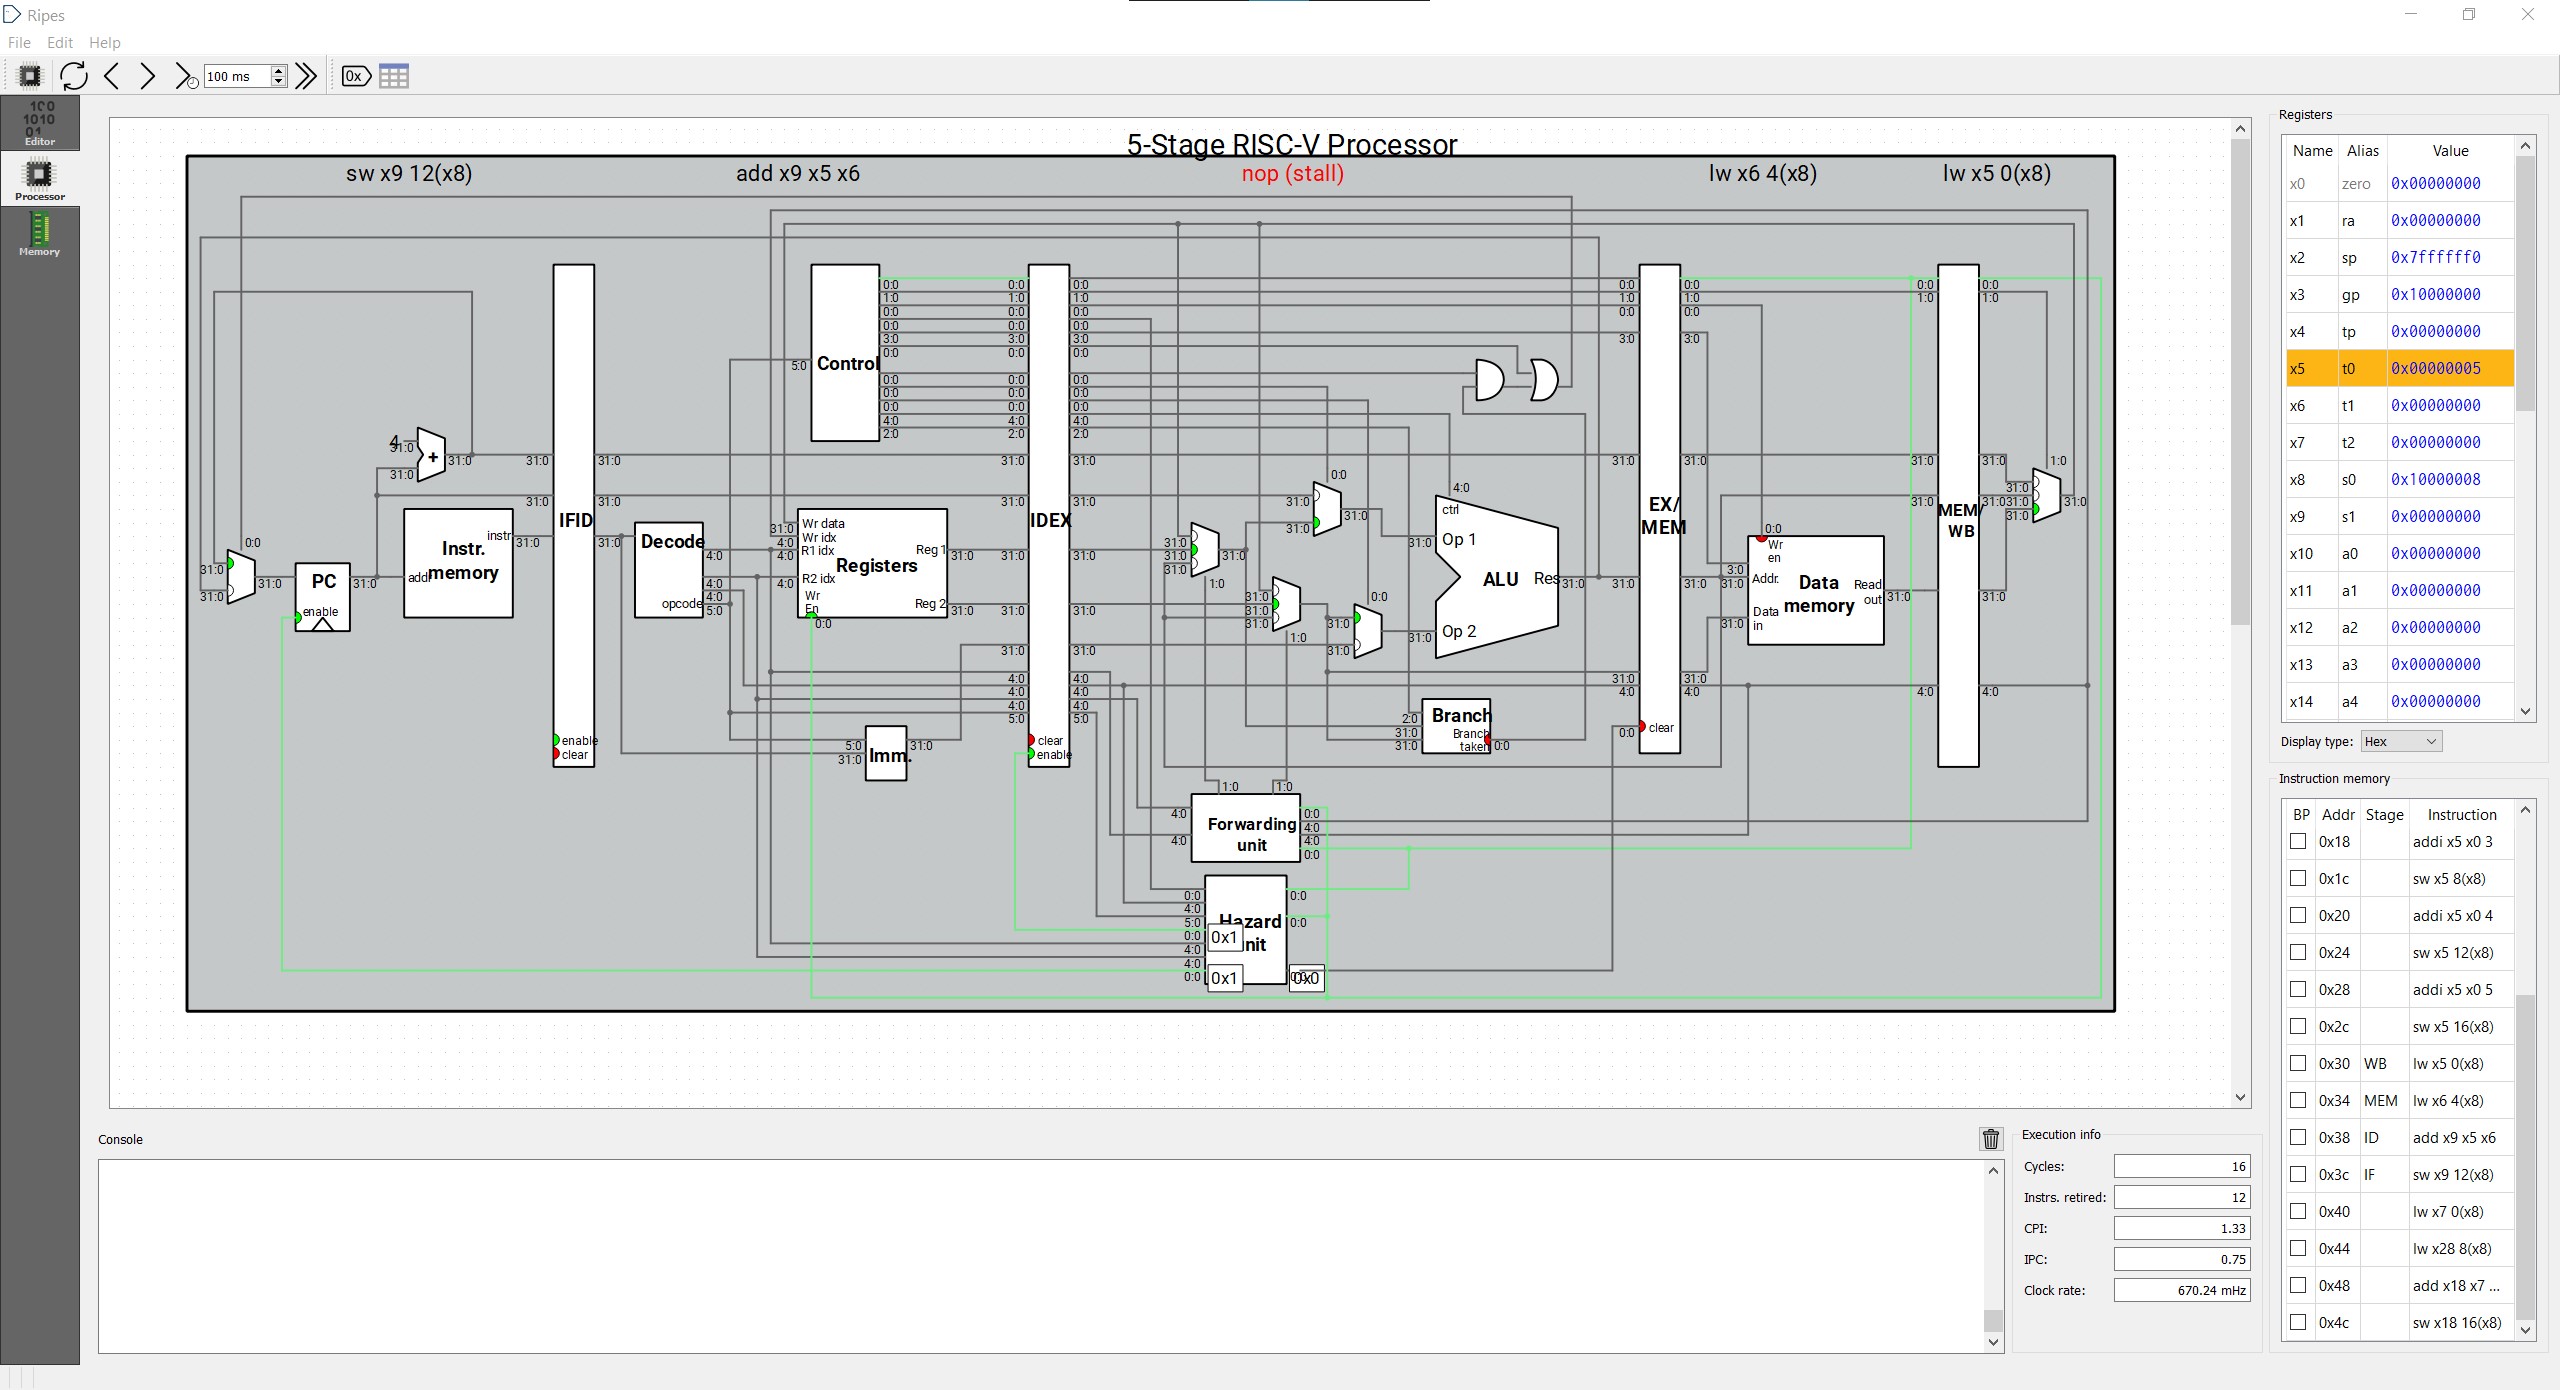 Ripes
File Edit Help
100 ms
0x
Editor
Processor
Memory
5-Stage RISC-V Processor
sw x9 12(x8) add x9 x5 x6 nop (stall) lw x6 4(x8) lw x5 0(x8)
4
+
PC
enable
addr
Instr. memory
instr
IFID
enable
clear
Decode
opcode
Control
Wr data
Wr idx
R1 idx
R2 idx
Wr En
Registers
Reg 1
Reg 2
Imm.
IDEX
clear
enable
ctrl
Op 1
Op 2
ALU
Res
Branch
Branch taken
Forwarding unit
Hazard
nit
0x1
0x1
0x0
EX/MEM
clear
Wr en
Addr.
Data in
Data memory
Read out
MEM/WB
Registers
Name Alias Value
x0 zero 0x00000000
x1 ra 0x00000000
x2 sp 0x7ffffff0
x3 gp 0x10000000
x4 tp 0x00000000
x5 t0 0x00000005
x6 t1 0x00000000
x7 t2 0x00000000
x8 s0 0x10000008
x9 s1 0x00000000
x10 a0 0x00000000
x11 a1 0x00000000
x12 a2 0x00000000
x13 a3 0x00000000
x14 a4 0x00000000
Display type: Hex
Instruction memory
BP Addr Stage Instruction
0x18 addi x5 x0 3
0x1c sw x5 8(x8)
0x20 addi x5 x0 4
0x24 sw x5 12(x8)
0x28 addi x5 x0 5
0x2c sw x5 16(x8)
0x30 WB lw x5 0(x8)
0x34 MEM lw x6 4(x8)
0x38 ID add x9 x5 x6
0x3c IF sw x9 12(x8)
0x40 lw x7 0(x8)
0x44 lw x28 8(x8)
0x48 add x18 x7 ...
0x4c sw x18 16(x8)
Console
Execution info
Cycles: 16
Instrs. retired: 12
CPI: 1.33
IPC: 0.75
Clock rate: 670.24 mHz